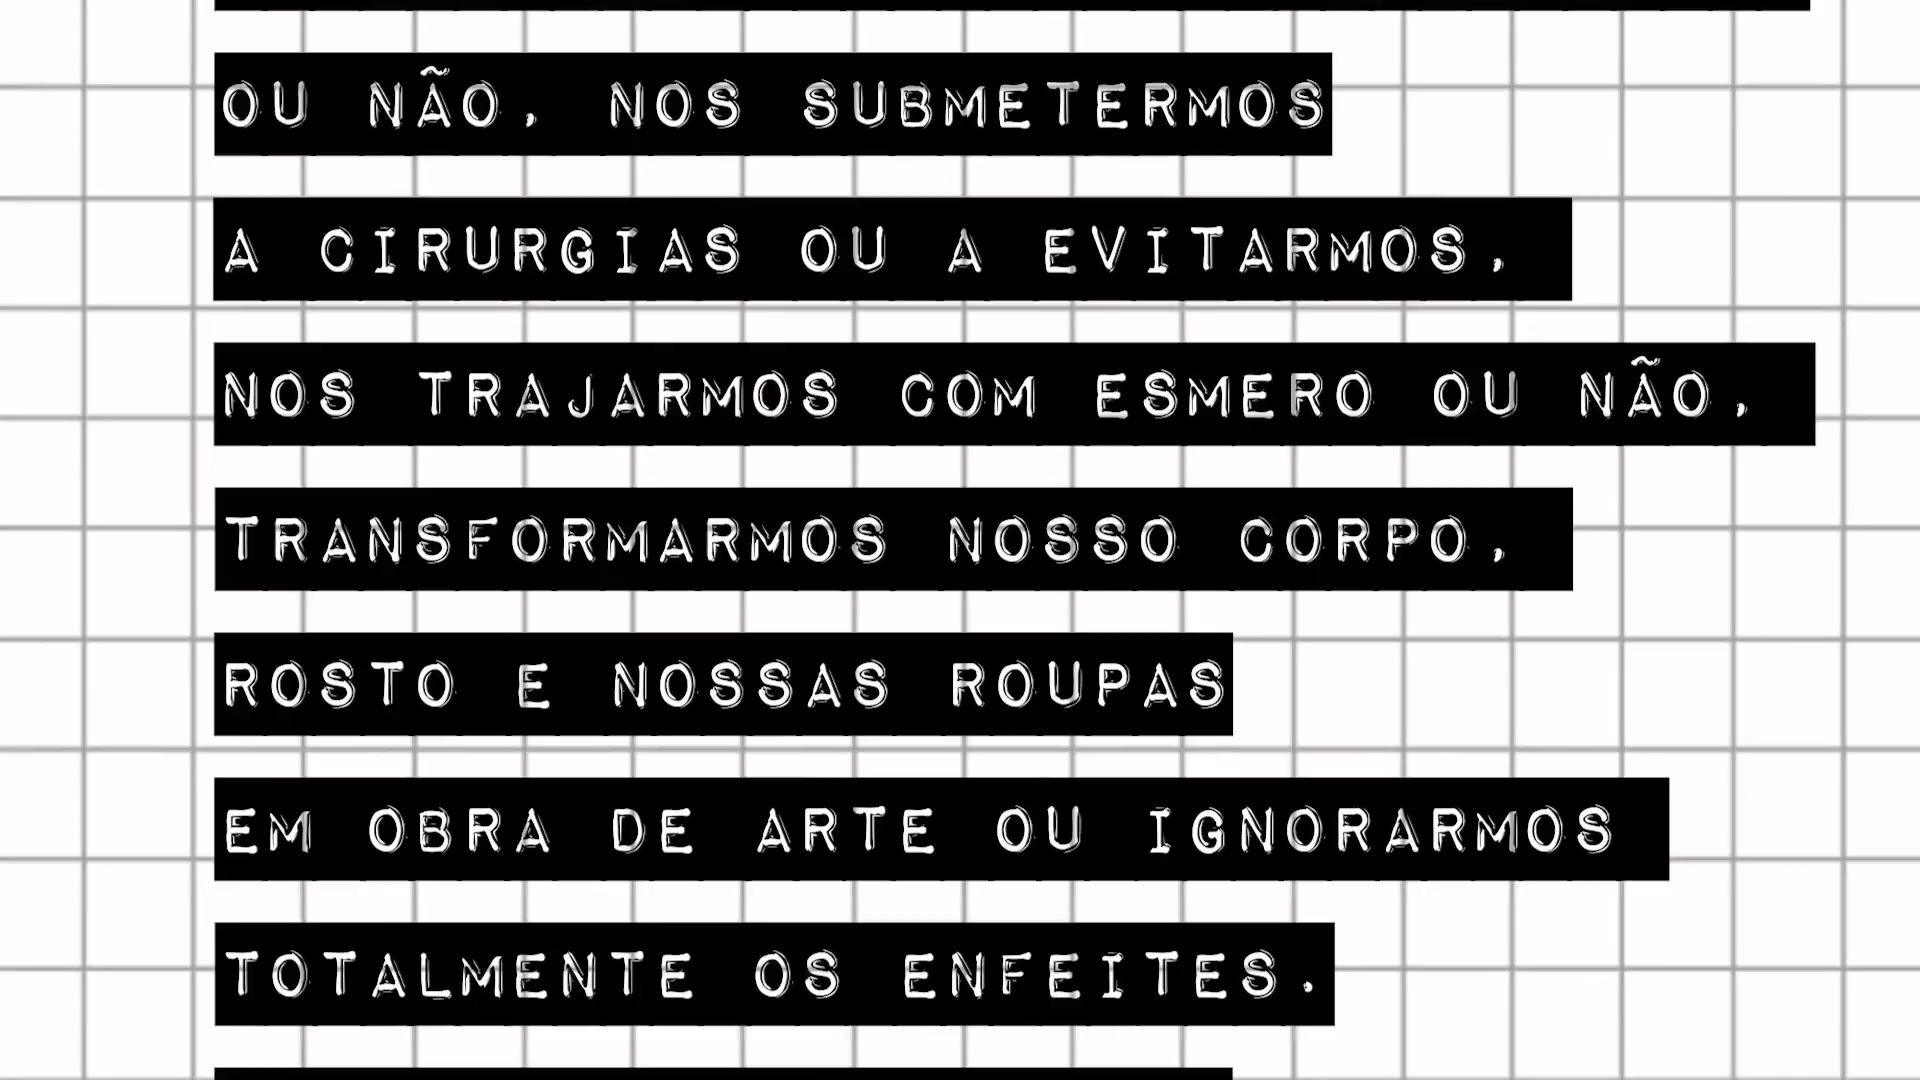 OU NÃO, NOS SUBMETERMOS
A CIRURGIAS OU A EVITARMOS,
NOS TRAJARMOS COM ESMERO OU NÃO,
TRANSFORMARMOS NOSSO CORPO,
ROSTO E NOSSAS ROUPAS
EM OBRA DE ARTE OU IGNORARMOS
TOTALMENTE OS ENFEITES.